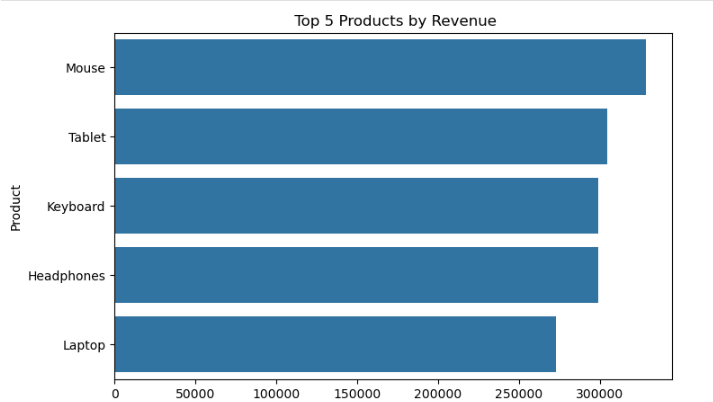 Top 5 Products by Revenue
Product
Mouse
Tablet
Keyboard
Headphones
Laptop
0 50000 100000 150000 200000 250000 300000